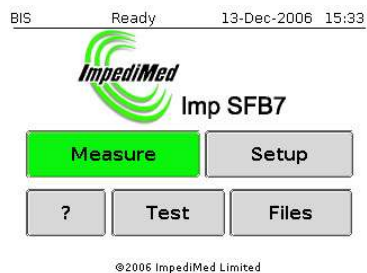 BIS Ready 13-Dec-2006 15:33
ImpediMed
Imp SFB7
Measure Setup
? Test Files
©2006 ImpediMed Limited